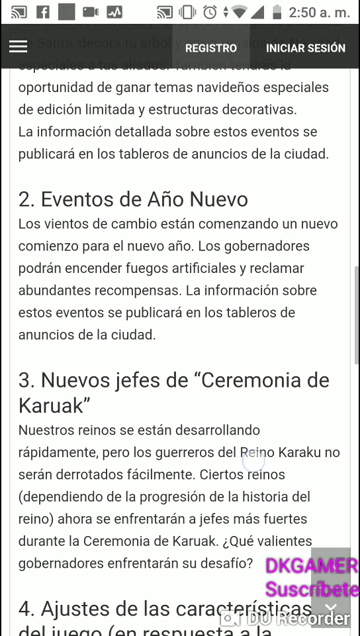 2:50 a. m.
REGISTRO INICIAR SESIÓN
oportunidad de ganar temas navideños especiales
de edición limitada y estructuras decorativas.
La información detallada sobre estos eventos se
publicará en los tableros de anuncios de la ciudad.
2. Eventos de Año Nuevo
Los vientos de cambio están comenzando un nuevo
comienzo para el nuevo año. Los gobernadores
podrán encender fuegos artificiales y reclamar
abundantes recompensas. La información sobre
estos eventos se publicará en los tableros de
anuncios de la ciudad.
3. Nuevos jefes de “Ceremonia de
Karuak”
Nuestros reinos se están desarrollando
rápidamente, pero los guerreros del Reino Karaku no
serán derrotados fácilmente. Ciertos reinos
(dependiendo de la progresión de la historia del
reino) ahora se enfrentarán a jefes más fuertes
durante la Ceremonia de Karuak. ¿Qué valientes
gobernadores enfrentarán su desafío?
DKGAMER
Suscribete
4. Ajustes de las características
DU Recorder
del juego (en respuesta a la